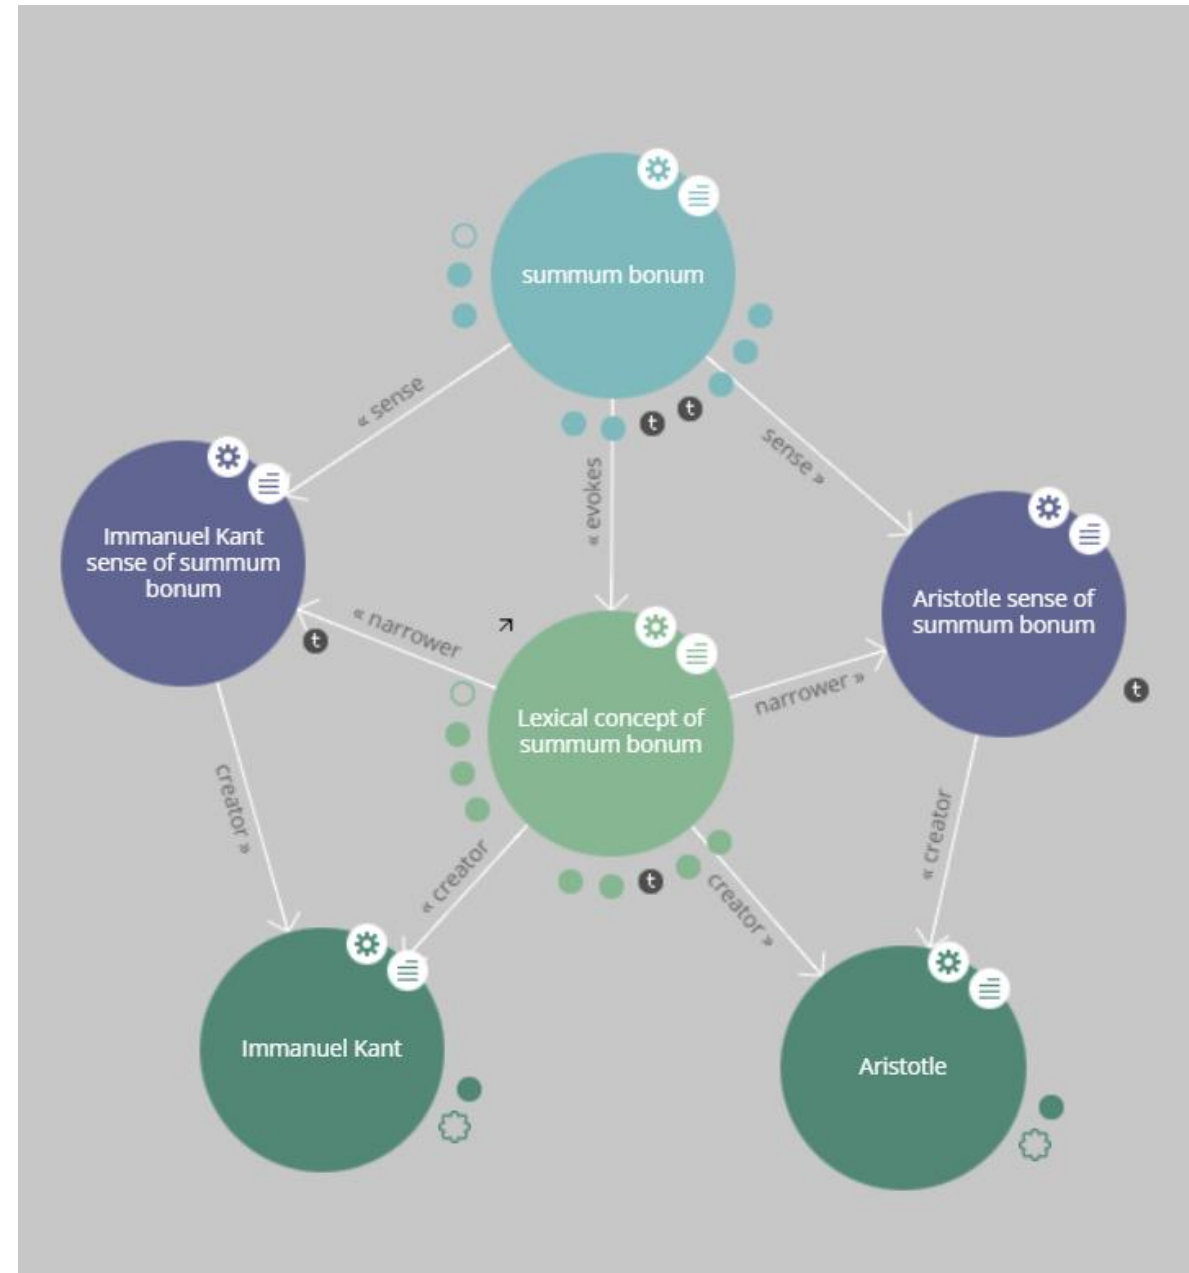 summum bonum
« sense
sense »
« evokes
t
t
Immanuel Kant
sense of summum
bonum
Aristotle sense of
summum bonum
t
« narrower
narrower »
t
Lexical concept of
summum bonum
creator »
« creator
t
creator »
« creator
Immanuel Kant
Aristotle